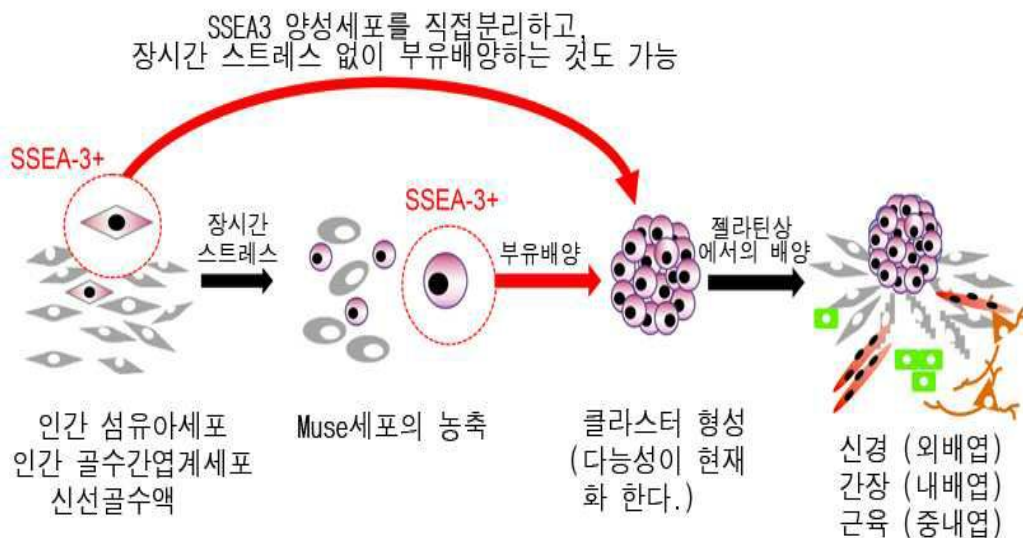 SSEA3 양성세포를 직접분리하고,
장시간 스트레스 없이 부유배양하는 것도 가능
SSEA-3+
장시간
스트레스
SSEA-3+
부유배양
젤라틴상
에서의 배양
인간 섬유아세포
인간 골수간엽계세포
신선골수액
Muse세포의 농축
클라스터 형성
(다능성이 현재
화 한다.)
신경 (외배엽)
간장 (내배엽)
근육 (중내엽)